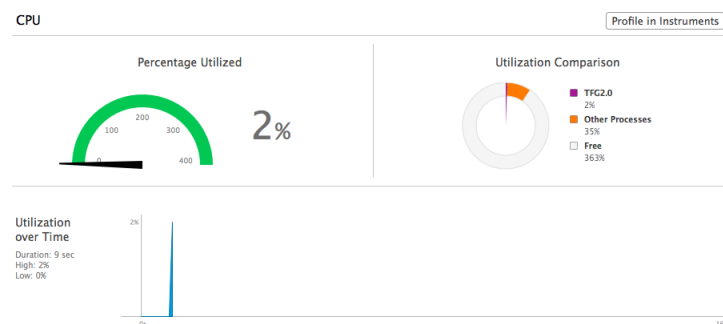 CPU
Profile in Instruments
Percentage Utilized
0
100
200
300
400
2%
Utilization Comparison
TFG2.0
2%
Other Processes
35%
Free
363%
Utilization
over Time
Duration: 9 sec
High: 2%
Low: 0%
2%
0s